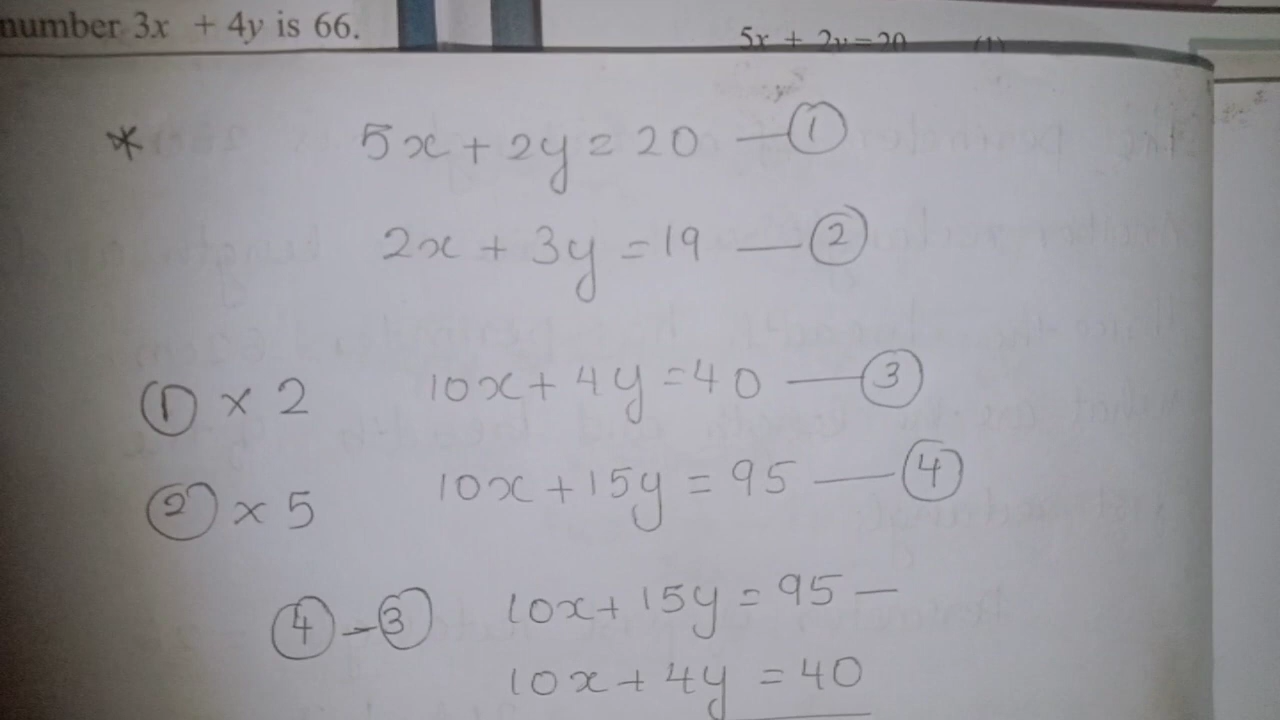 number 3x + 4y is 66.
5x + 2y=20 (1)
* 5x + 2y = 20 — ①
2x + 3y = 19 — ②
① × 2 10x + 4y = 40 — ③
② × 5 10x + 15y = 95 — ④
④ - ③ 10x + 15y = 95 —
10x + 4y = 40